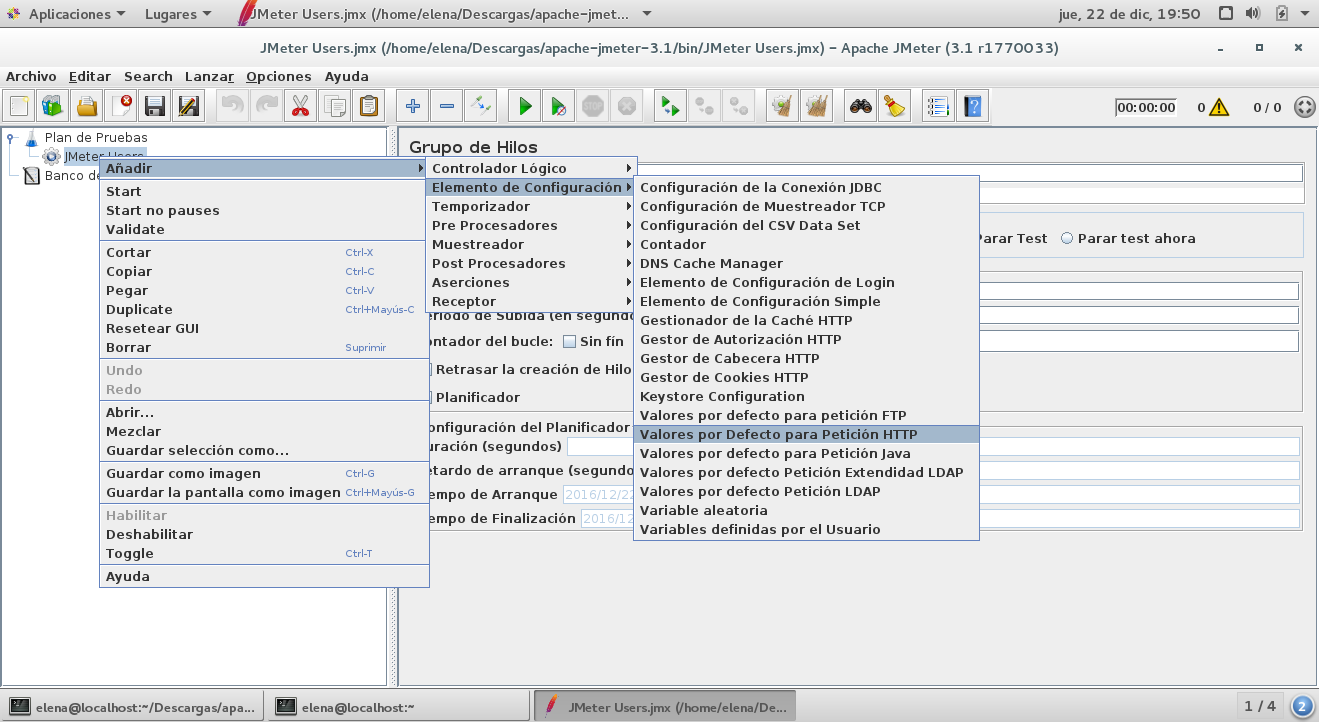 Aplicaciones Lugares JMeter Users.jmx (/home/elena/Descargas/apache-jmet... jue, 22 de dic, 19:50
JMeter Users.jmx (/home/elena/Descargas/apache-jmeter-3.1/bin/JMeter Users.jmx) - Apache JMeter (3.1 r1770033)
Archivo Editar Search Lanzar Opciones Ayuda
STOP 00:00:00 0 0 / 0
Plan de Pruebas
JMeter Users
Banco de
Grupo de Hilos
Añadir
Start
Start no pauses
Validate
Cortar Ctrl-X
Copiar Ctrl-C
Pegar Ctrl-V
Duplicate Ctrl+Mayús-C
Resetear GUI
Borrar Suprimir
Undo
Redo
Abrir...
Mezclar
Guardar selección como...
Guardar como imagen Ctrl-G
Guardar la pantalla como imagen Ctrl+Mayús-G
Habilitar
Deshabilitar
Toggle Ctrl-T
Ayuda
Controlador Lógico
Elemento de Configuración
Temporizador
Pre Procesadores
Muestreador
Post Procesadores
Aserciones
Receptor
Configuración de la Conexión JDBC
Configuración de Muestreador TCP
Configuración del CSV Data Set
Contador
DNS Cache Manager
Elemento de Configuración de Login
Elemento de Configuración Simple
Gestionador de la Caché HTTP
Gestor de Autorización HTTP
Gestor de Cabecera HTTP
Gestor de Cookies HTTP
Keystore Configuration
Valores por defecto para petición FTP
Valores por Defecto para Petición HTTP
Valores por defecto para Petición Java
Valores por defecto Petición Extendidad LDAP
Valores por defecto Petición LDAP
Variable aleatoria
Variables definidas por el Usuario
Parar Test Parar test ahora
eríodo de Subida (en segundo
ontador del bucle: Sin fín
Retrasar la creación de Hilo
Planificador
onfiguración del Planificador
uración (segundos)
etardo de arranque (segundo
empo de Arranque 2016/12/22
empo de Finalización 2016/12
elena@localhost:~/Descargas/apa... elena@localhost:~ JMeter Users.jmx (/home/elena/De... 1 / 4 2